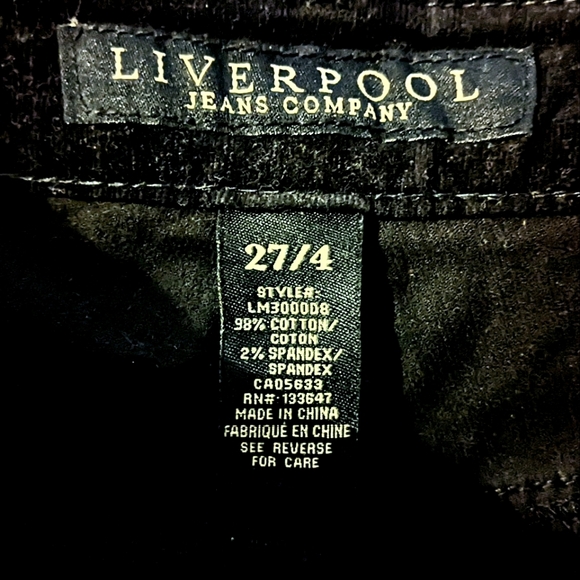 LIVERPOOL
JEANS COMPANY
27/4
STYLE#:
LM3000D8
98% COTTON/
COTON
2% SPANDEX/
SPANDEX
CA05633
RN#:133647
MADE IN CHINA
FABRIQUÉ EN CHINE
SEE REVERSE
FOR CARE